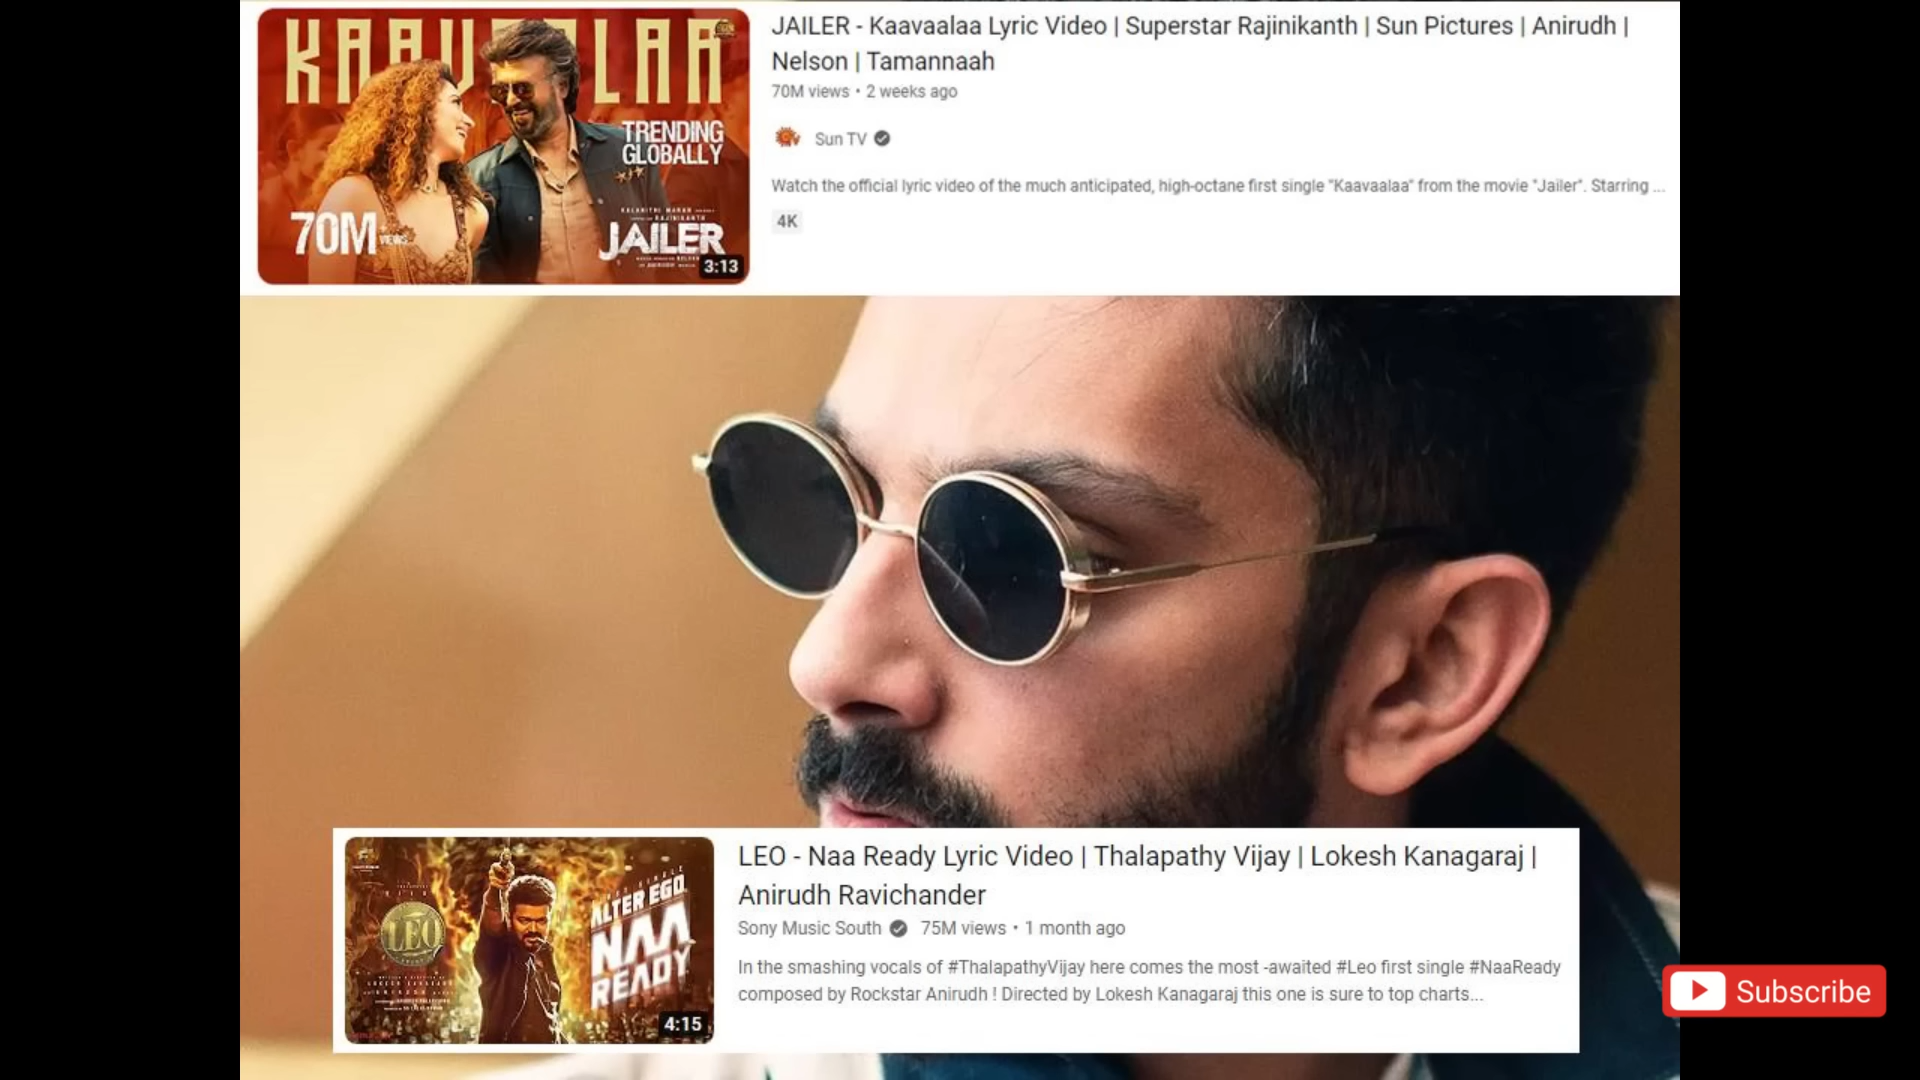 KAAVAALAA
TRENDING
GLOBALLY
70M
VIEWS
JAILER
3:13
JAILER - Kaavaalaa Lyric Video | Superstar Rajinikanth | Sun Pictures | Anirudh |
Nelson | Tamannaah
70M views • 2 weeks ago
Sun TV
Watch the official lyric video of the much anticipated, high-octane first single "Kaavaalaa" from the movie "Jailer". Starring ...
4K
LEO
ALTER EGO
NAA
READY
4:15
LEO - Naa Ready Lyric Video | Thalapathy Vijay | Lokesh Kanagaraj |
Anirudh Ravichander
Sony Music South 75M views • 1 month ago
In the smashing vocals of #ThalapathyVijay here comes the most -awaited #Leo first single #NaaReady
composed by Rockstar Anirudh ! Directed by Lokesh Kanagaraj this one is sure to top charts...
Subscribe